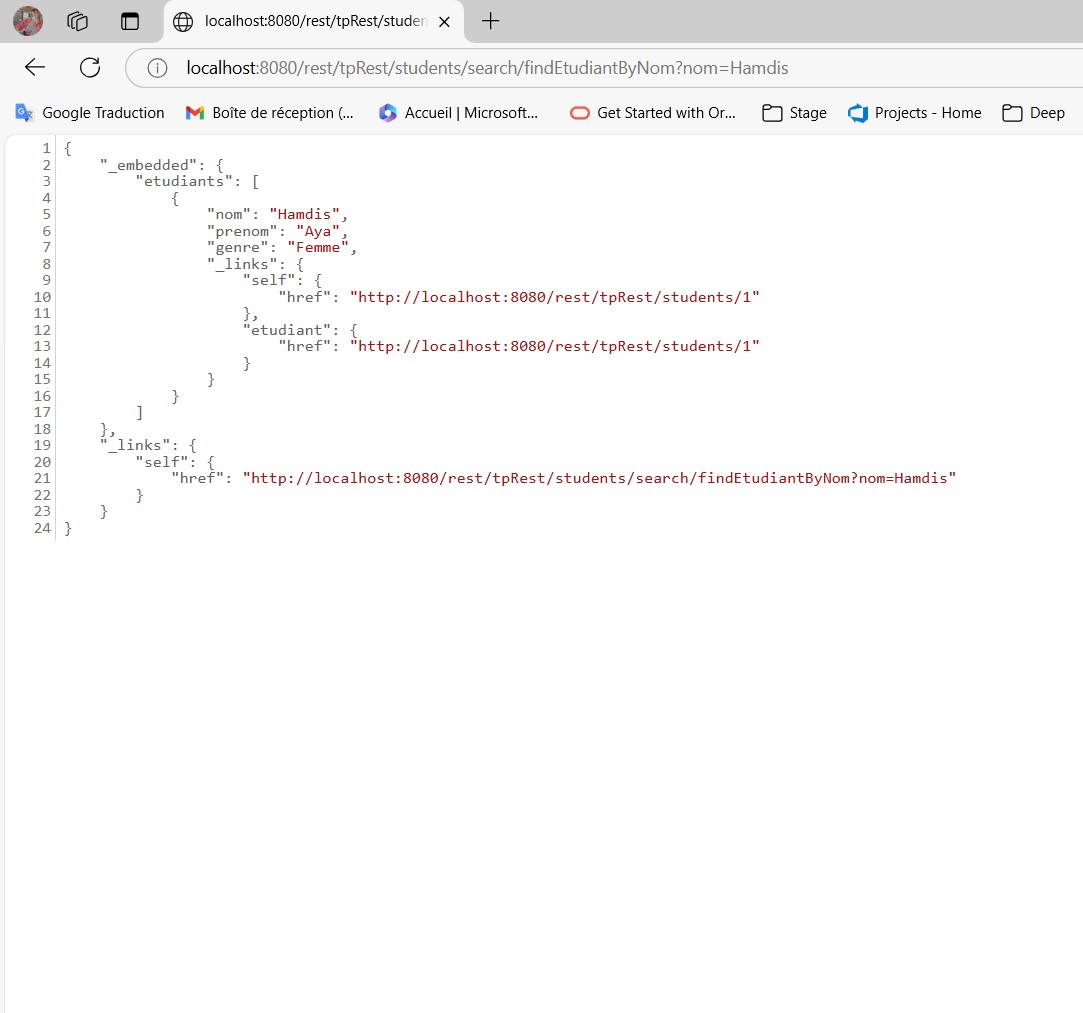 localhost:8080/rest/tpRest/studen
localhost:8080/rest/tpRest/students/search/findEtudiantByNom?nom=Hamdis
Google Traduction Boîte de réception (... Accueil | Microsoft... Get Started with Or... Stage Projects - Home Deep
1 {
2 "_embedded": {
3 "etudiants": [
4 {
5 "nom": "Hamdis",
6 "prenom": "Aya",
7 "genre": "Femme",
8 "_links": {
9 "self": {
10 "href": "http://localhost:8080/rest/tpRest/students/1"
11 },
12 "etudiant": {
13 "href": "http://localhost:8080/rest/tpRest/students/1"
14 }
15 }
16 }
17 ]
18 },
19 "_links": {
20 "self": {
21 "href": "http://localhost:8080/rest/tpRest/students/search/findEtudiantByNom?nom=Hamdis"
22 }
23 }
24 }